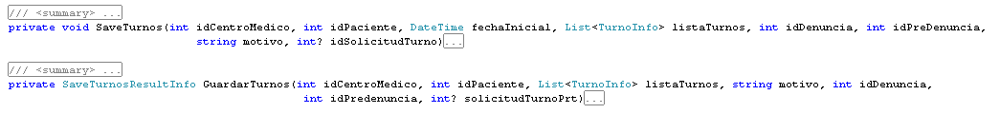 /// <summary> ...
private void SaveTurnos(int idCentroMedico, int idPaciente, DateTime fechaInicial, List<TurnoInfo> listaTurnos, int idDenuncia, int idPreDenuncia,
string motivo, int? idSolicitudTurno)...
/// <summary> ...
private SaveTurnosResultInfo GuardarTurnos(int idCentroMedico, int idPaciente, List<TurnoInfo> listaTurnos, string motivo, int idDenuncia,
int idPredenuncia, int? solicitudTurnoPrt)...